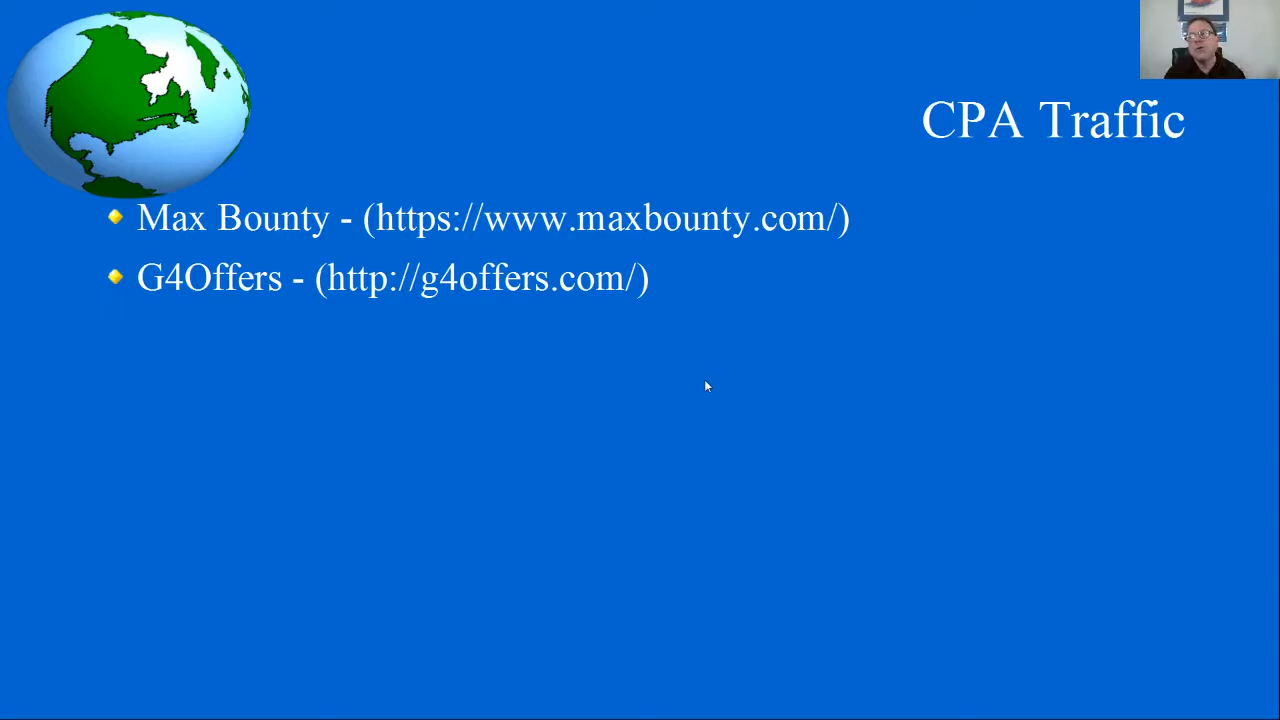 CPA Traffic
Max Bounty - (https://www.maxbounty.com/)
G4Offers - (http://g4offers.com/)